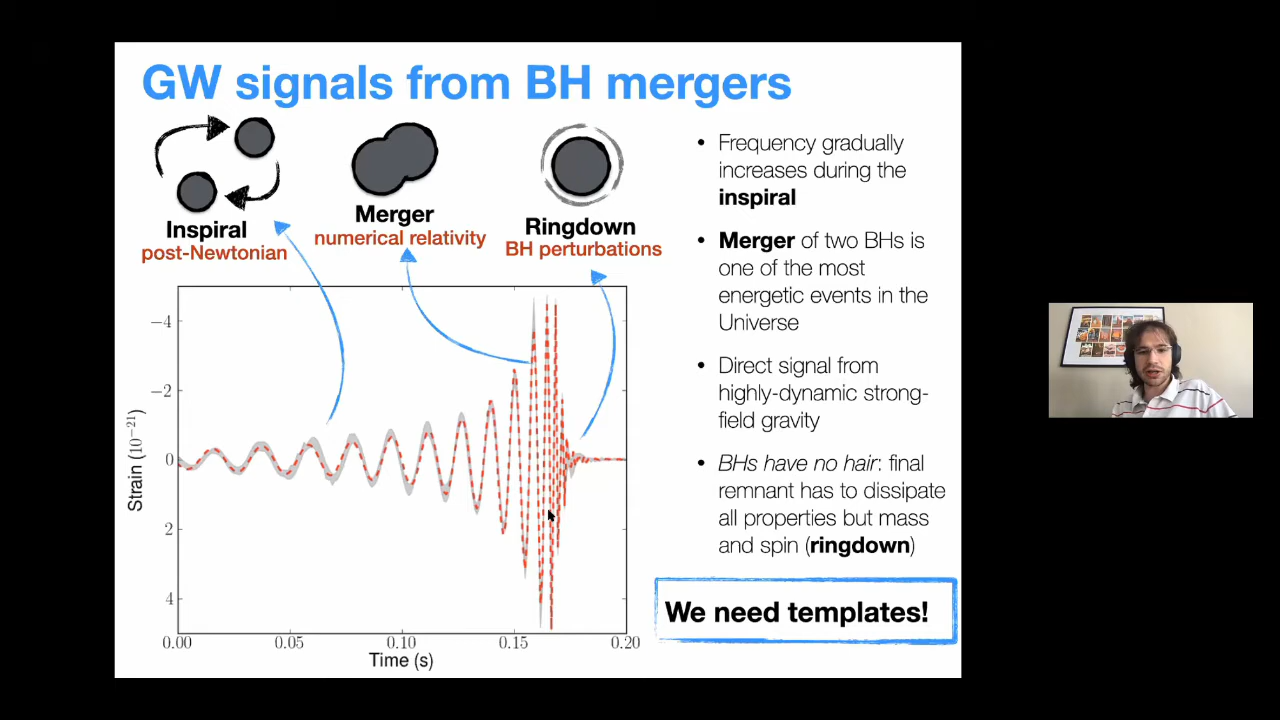 GW signals from BH mergers
Inspiral
post-Newtonian
Merger
numerical relativity
Ringdown
BH perturbations
−4
−2
0
2
4
Strain (10⁻²¹)
0.00
0.05
0.10
0.15
0.20
Time (s)
• Frequency gradually
increases during the
inspiral
• Merger of two BHs is
one of the most
energetic events in the
Universe
• Direct signal from
highly-dynamic strong-
field gravity
• BHs have no hair: final
remnant has to dissipate
all properties but mass
and spin (ringdown)
We need templates!